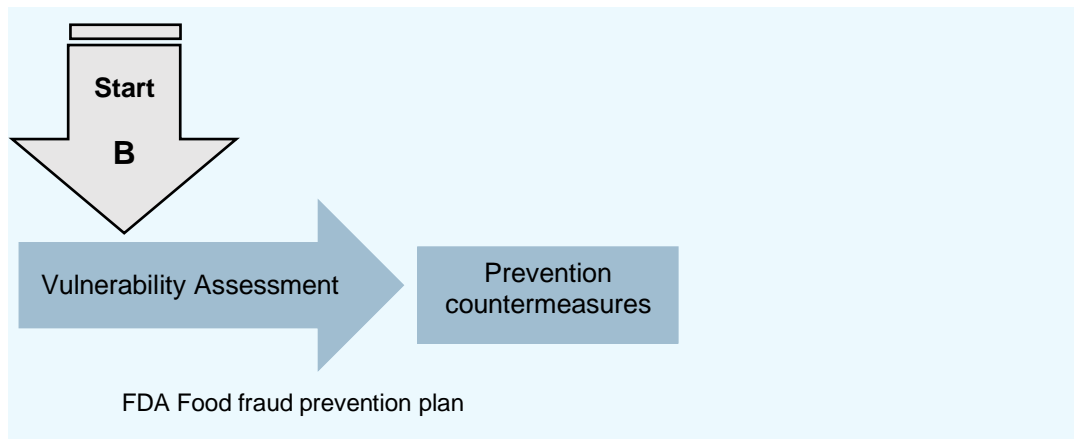 Start
B
Vulnerability Assessment
Prevention
countermeasures
FDA Food fraud prevention plan